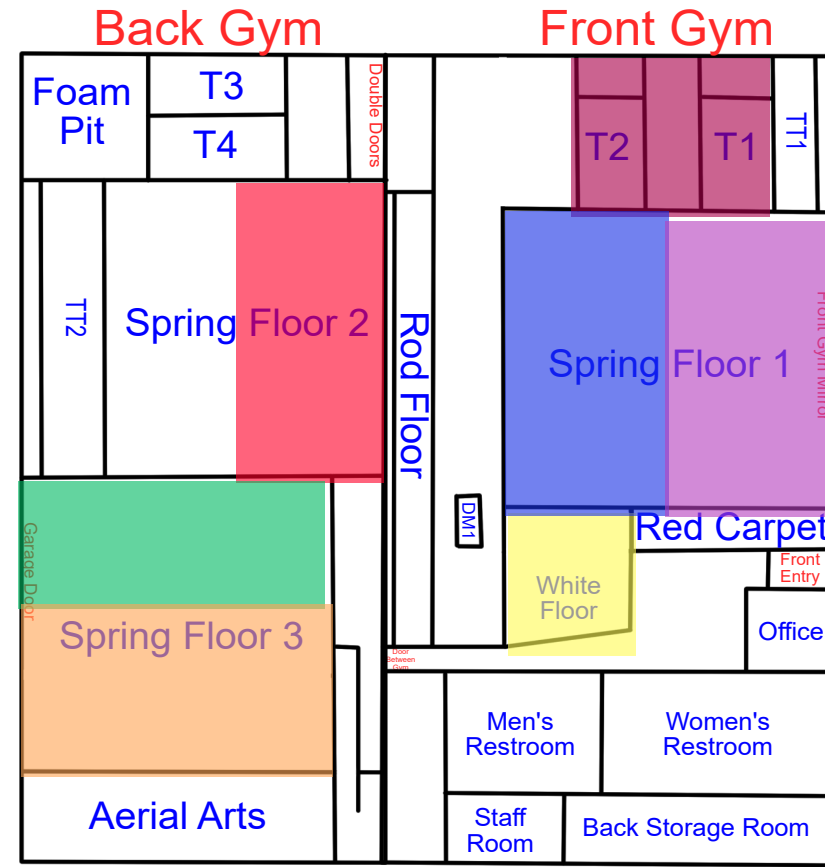 Back Gym
Front Gym
Foam
Pit
T3
T4
Double Doors
T2
T1
TT1
TT2
Spring Floor 2
Rod Floor
Spring Floor 1
Front Gym Mirror
DM1
Red Carpet
Garage Door
White
Floor
Front
Entry
Spring Floor 3
Office
Door
Between
Gym
Men's
Restroom
Women's
Restroom
Aerial Arts
Staff
Room
Back Storage Room